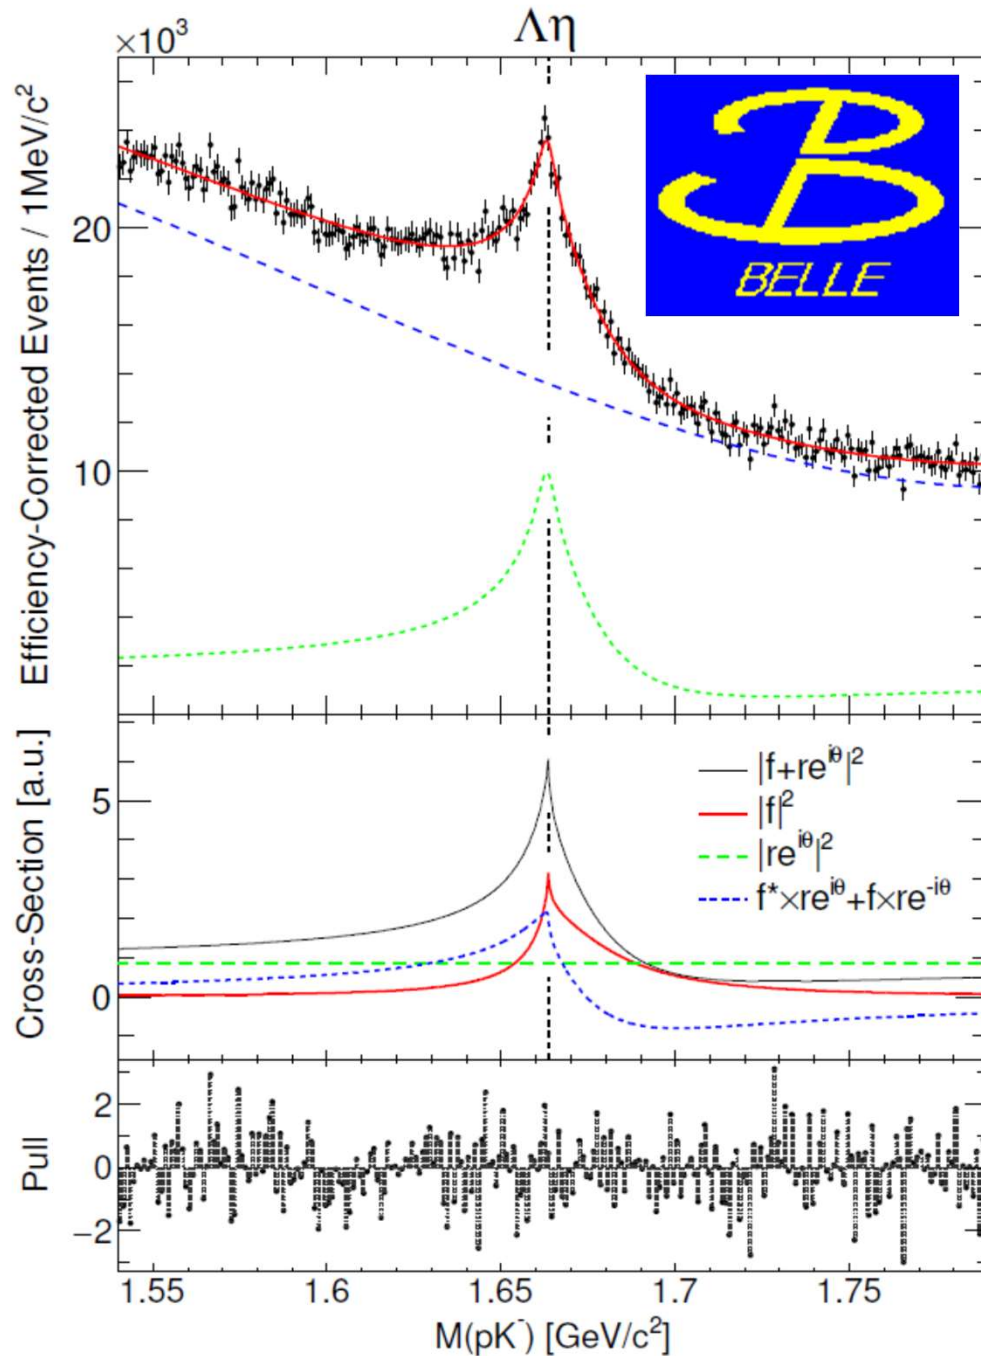 Λη
×10³
Efficiency-Corrected Events / 1MeV/c²
20
10
BELLE
Cross-Section [a.u.]
5
0
|f+re^{iθ}|²
|f|²
|re^{iθ}|²
f*×re^{iθ}+f×re^{-iθ}
Pull
2
0
−2
1.55 1.6 1.65 1.7 1.75
M(pK⁻) [GeV/c²]